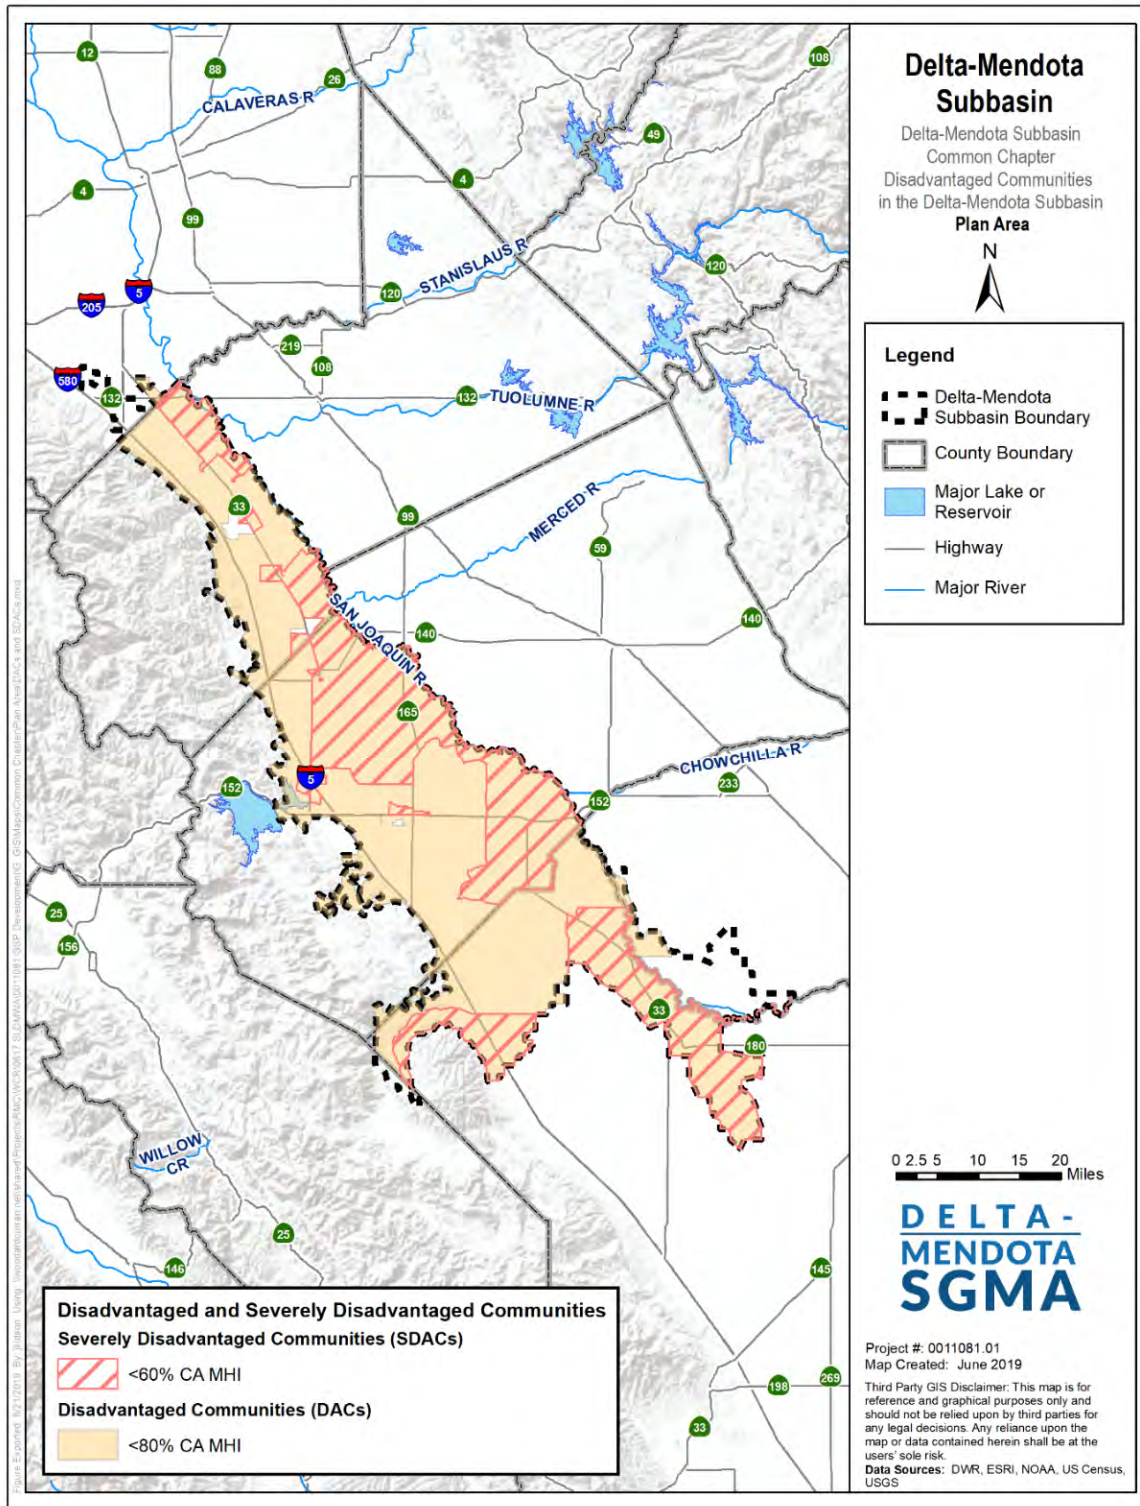 Delta-Mendota
Subbasin
Delta-Mendota Subbasin
Common Chapter
Disadvantaged Communities
in the Delta-Mendota Subbasin
Plan Area
N
Legend
Delta-Mendota
Subbasin Boundary
County Boundary
Major Lake or
Reservoir
Highway
Major River
0 2.5 5 10 15 20
Miles
DELTA-
MENDOTA
SGMA
Project #: 0011081.01
Map Created: June 2019
Third Party GIS Disclaimer: This map is for
reference and graphical purposes only and
should not be relied upon by third parties for
any legal decisions. Any reliance upon the
map or data contained herein shall be at the
users' sole risk.
Data Sources: DWR, ESRI, NOAA, US Census,
USGS
12
88
26
108
CALAVERAS R
49
4
4
99
STANISLAUS R
120
5
205
120
219
108
580
132
132
TUOLUMNE R
33
99
MERCED R
59
SAN JOAQUIN R
140
140
165
CHOWCHILLA R
5
152
152
233
25
156
33
180
WILLOW
CR
25
146
145
198
269
33
Disadvantaged and Severely Disadvantaged Communities
Severely Disadvantaged Communities (SDACs)
<60% CA MHI
Disadvantaged Communities (DACs)
<80% CA MHI